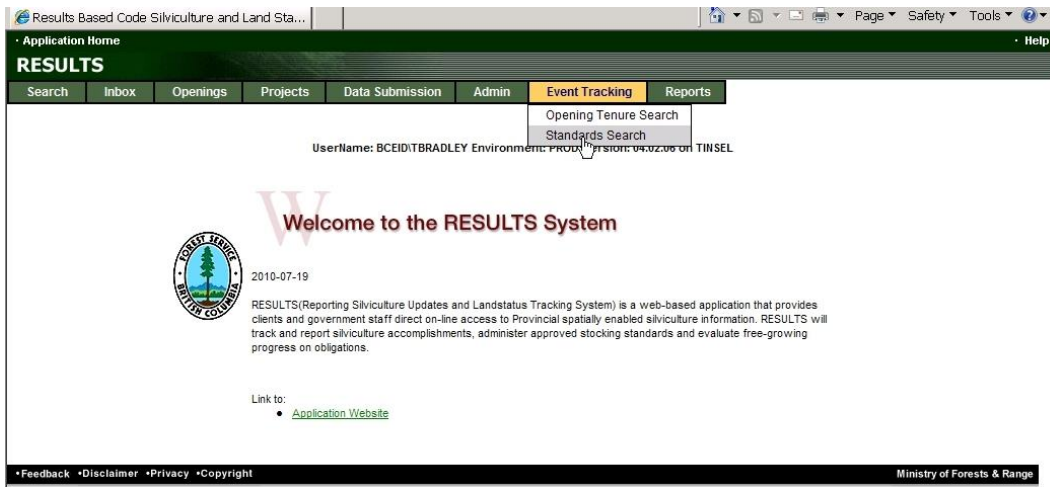 Results Based Code Silviculture and Land Sta...
Page Safety Tools
· Application Home · Help
RESULTS
Search Inbox Openings Projects Data Submission Admin Event Tracking Reports
Opening Tenure Search
Standards Search
UserName: BCEID\TBRADLEY Environment: PROD Version: 04.02.06 on TINSEL
W
Welcome to the RESULTS System
FOREST SERVICE
BRITISH COLUMBIA
2010-07-19
RESULTS(Reporting Silviculture Updates and Landstatus Tracking System) is a web-based application that provides
clients and government staff direct on-line access to Provincial spatially enabled silviculture information. RESULTS will
track and report silviculture accomplishments, administer approved stocking standards and evaluate free-growing
progress on obligations.
Link to:
• Application Website
•Feedback •Disclaimer •Privacy •Copyright Ministry of Forests & Range